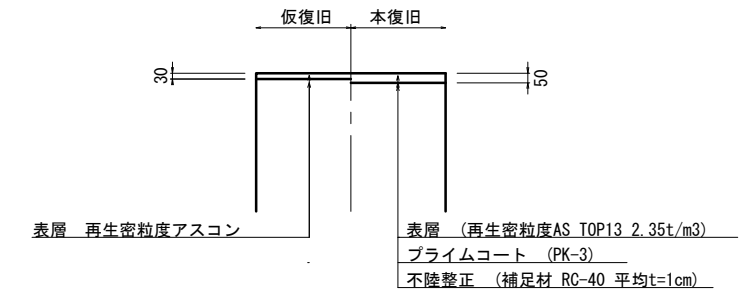 仮復旧 本復旧
30
50
表層 再生密粒度アスコン
表層 (再生密粒度AS TOP13 2.35t/m3)
プライムコート (PK-3)
不陸整正 (補足材 RC-40 平均t=1cm)